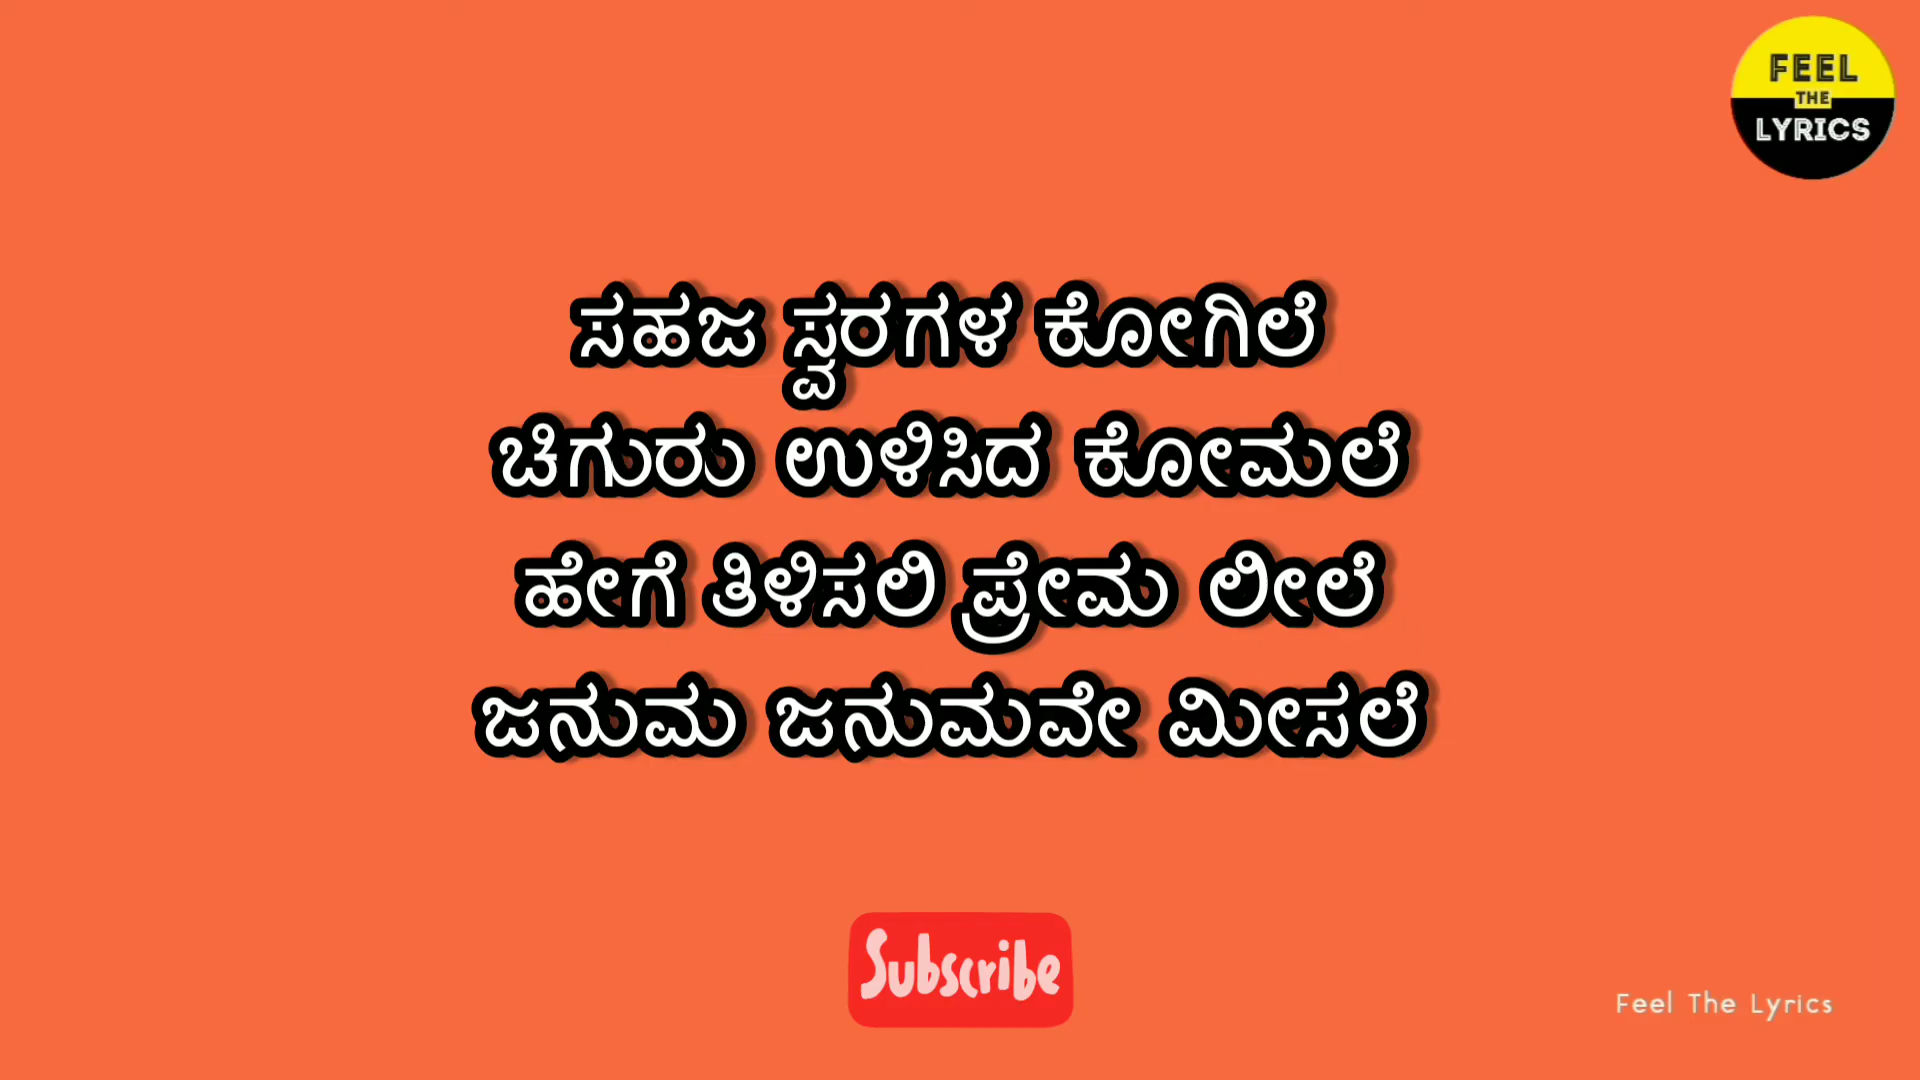 FEEL
THE
LYRICS
ಸಹಜ ಸ್ವರಗಳ ಕೋಗಿಲೆ
ಚಿಗುರು ಉಳಿಸಿದ ಕೋಮಲೆ
ಹೇಗೆ ತಿಳಿಸಲಿ ಪ್ರೇಮ ಲೀಲೆ
ಜನುಮ ಜನುಮವೇ ಮೀಸಲೆ
Subscribe
Feel The Lyrics